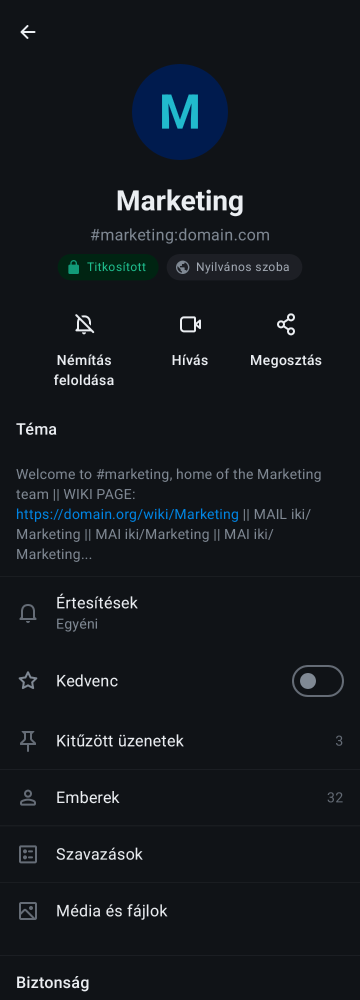 M
Marketing
#marketing:domain.com
Titkosított
Nyilvános szoba
Némítás
feloldása
Hívás
Megosztás
Téma
Welcome to #marketing, home of the Marketing
team || WIKI PAGE:
https://domain.org/wiki/Marketing || MAIL iki/
Marketing || MAI iki/Marketing || MAI iki/
Marketing...
Értesítések
Egyéni
Kedvenc
Kitűzött üzenetek 3
Emberek 32
Szavazások
Média és fájlok
Biztonság